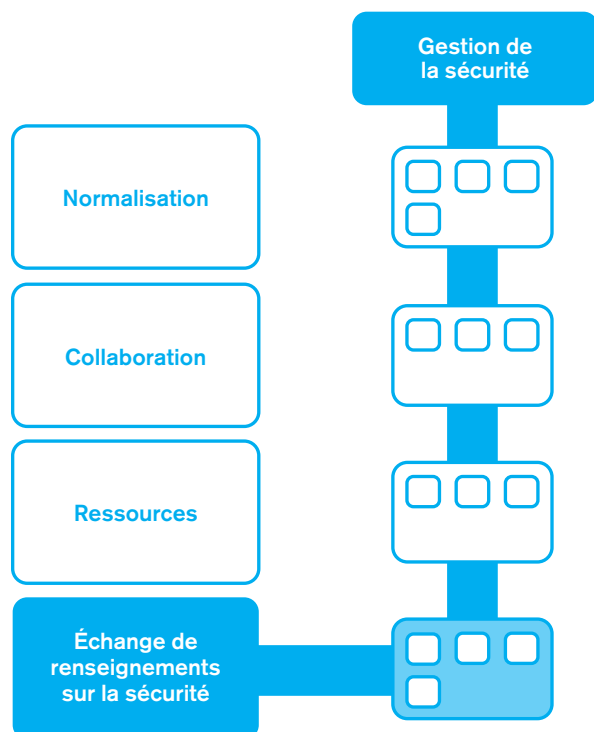 Gestion de
la sécurité
Normalisation
Collaboration
Ressources
Échange de
renseignements
sur la sécurité